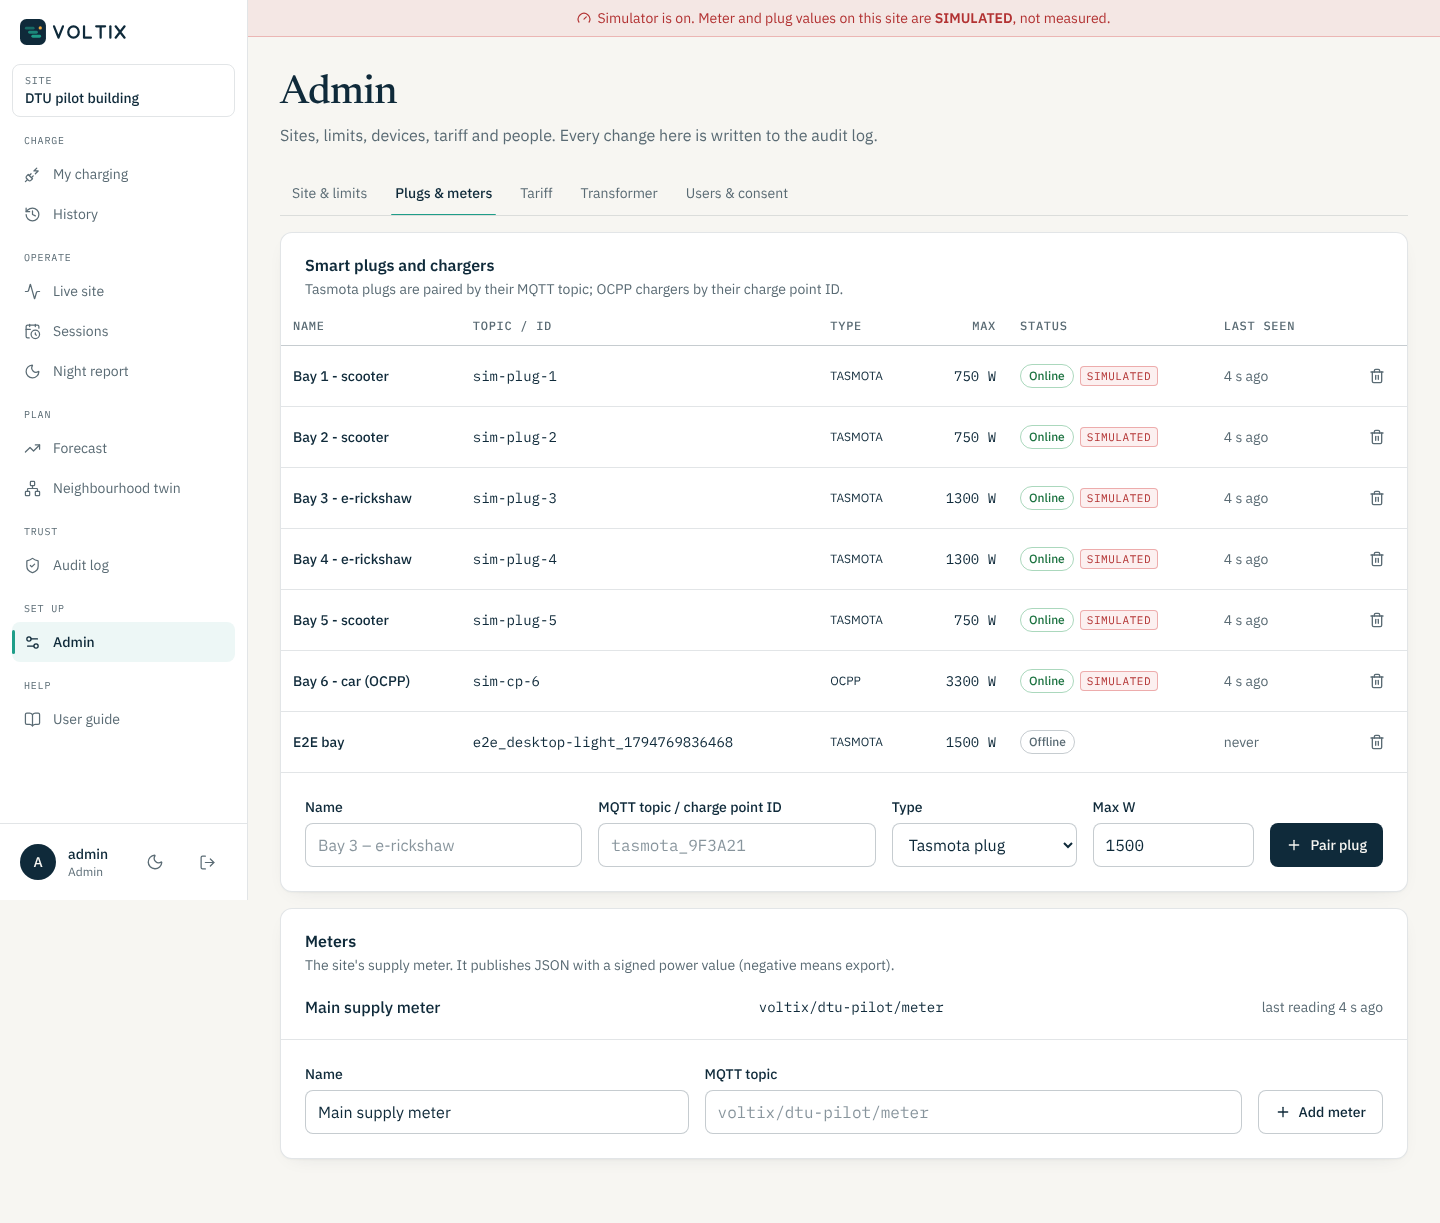 VOLTIX
SITE
DTU pilot building
CHARGE
My charging
History
OPERATE
Live site
Sessions
Night report
PLAN
Forecast
Neighbourhood twin
TRUST
Audit log
SET UP
Admin
HELP
User guide
A
admin
Admin
Simulator is on. Meter and plug values on this site are SIMULATED, not measured.
Admin
Sites, limits, devices, tariff and people. Every change here is written to the audit log.
Site & limits Plugs & meters Tariff Transformer Users & consent
Smart plugs and chargers
Tasmota plugs are paired by their MQTT topic; OCPP chargers by their charge point ID.
NAME TOPIC / ID TYPE MAX STATUS LAST SEEN
Bay 1 - scooter sim-plug-1 TASMOTA 750 W Online SIMULATED 4 s ago
Bay 2 - scooter sim-plug-2 TASMOTA 750 W Online SIMULATED 4 s ago
Bay 3 - e-rickshaw sim-plug-3 TASMOTA 1300 W Online SIMULATED 4 s ago
Bay 4 - e-rickshaw sim-plug-4 TASMOTA 1300 W Online SIMULATED 4 s ago
Bay 5 - scooter sim-plug-5 TASMOTA 750 W Online SIMULATED 4 s ago
Bay 6 - car (OCPP) sim-cp-6 OCPP 3300 W Online SIMULATED 4 s ago
E2E bay e2e_desktop-light_1794769836468 TASMOTA 1500 W Offline never
Name MQTT topic / charge point ID Type Max W
Bay 3 – e-rickshaw tasmota_9F3A21 Tasmota plug 1500 Pair plug
Meters
The site's supply meter. It publishes JSON with a signed power value (negative means export).
Main supply meter voltix/dtu-pilot/meter last reading 4 s ago
Name MQTT topic
Main supply meter voltix/dtu-pilot/meter Add meter